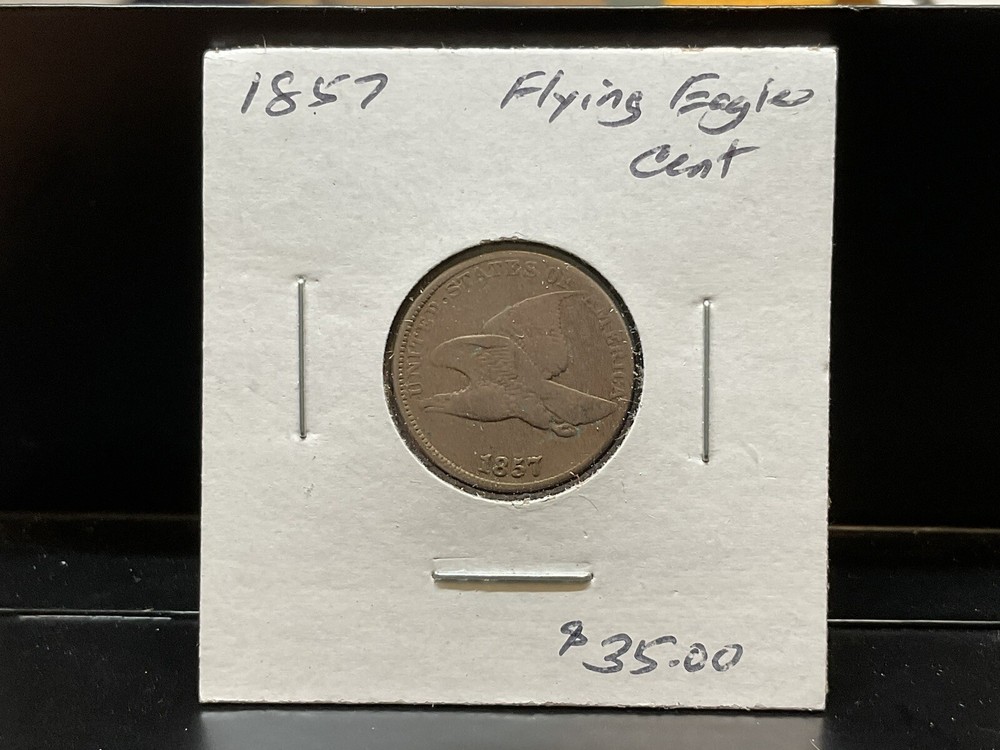 1857 Flying Eagle
Cent
UNITED STATES OF AMERICA
1857
$35.00